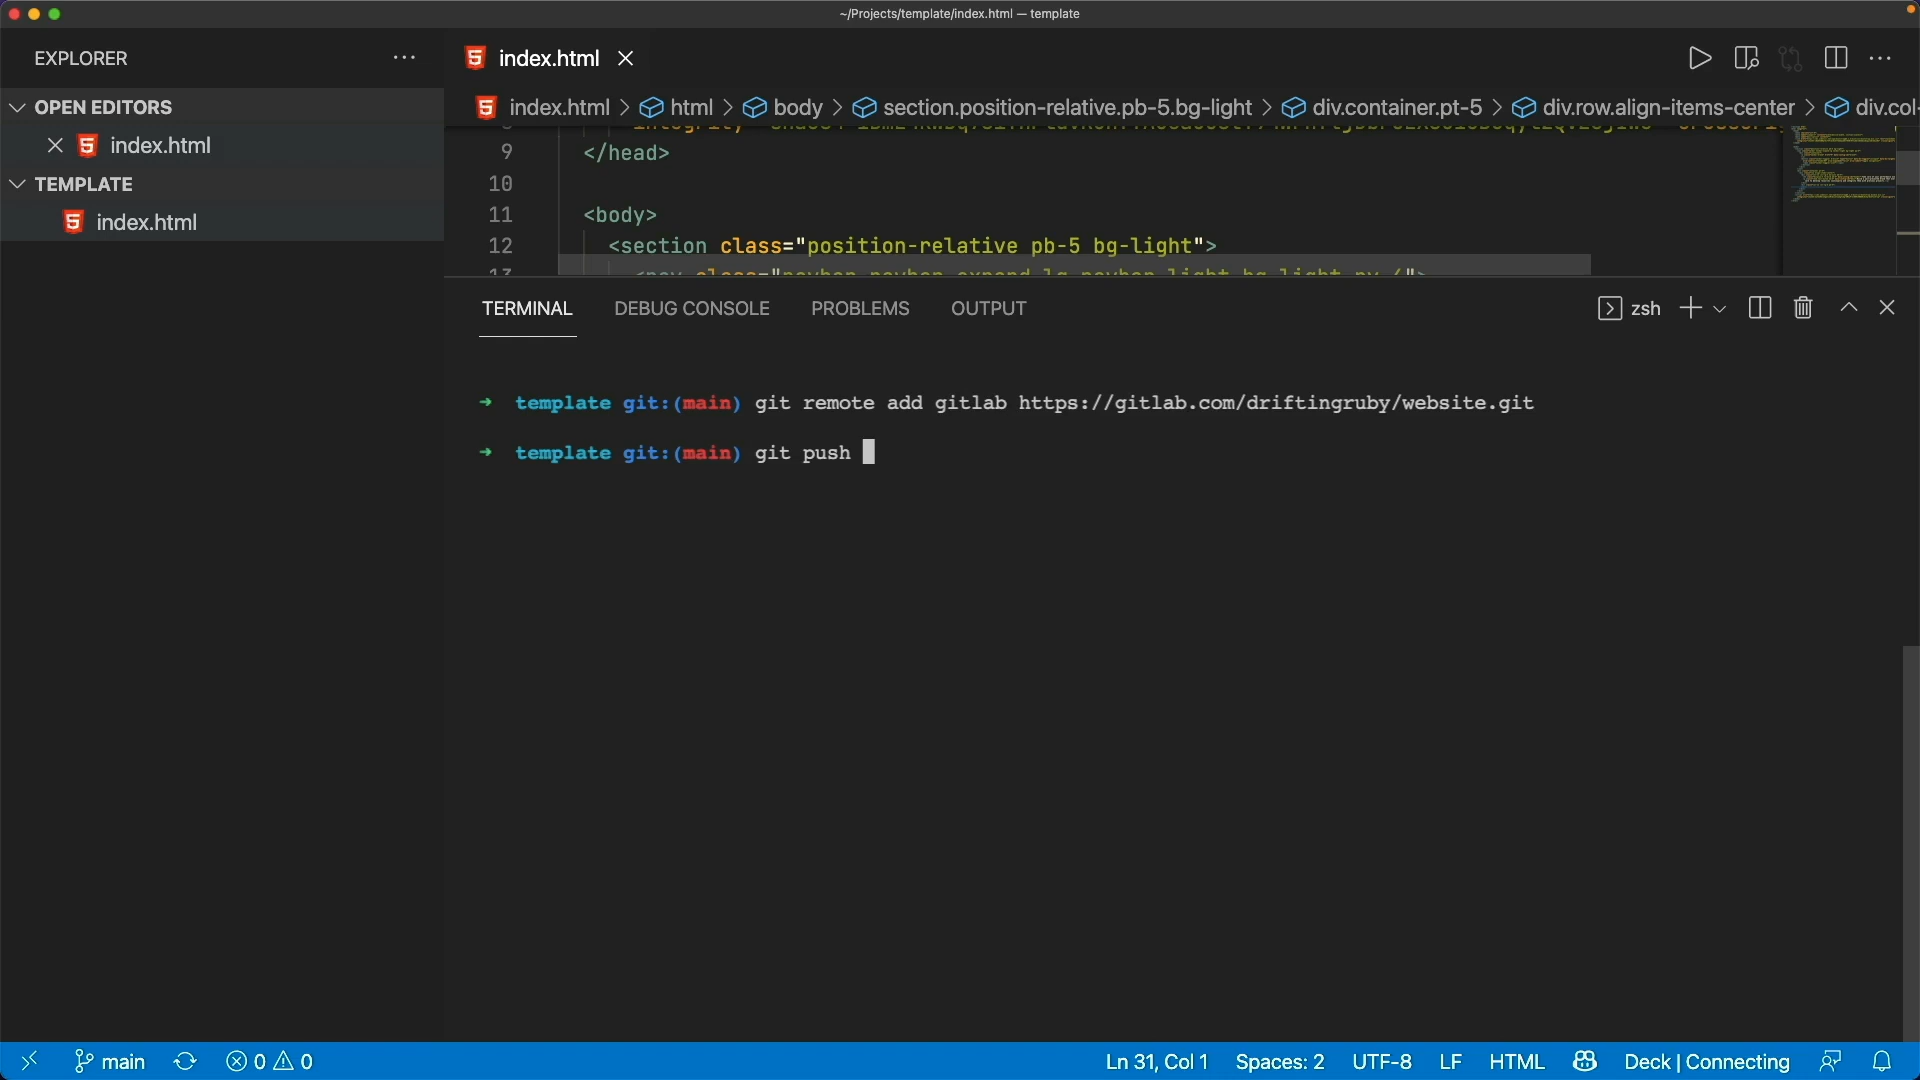 ~/Projects/template/index.html — template
EXPLORER
OPEN EDITORS
index.html
TEMPLATE
index.html
index.html
index.html > html > body > section.position-relative.pb-5.bg-light > div.container.pt-5 > div.row.align-items-center > div.col-
9 </head>
10
11 <body>
12 <section class="position-relative pb-5 bg-light">
TERMINAL DEBUG CONSOLE PROBLEMS OUTPUT
zsh
➜ template git:(main) git remote add gitlab https://gitlab.com/driftingruby/website.git
➜ template git:(main) git push
main 0 0 Ln 31, Col 1 Spaces: 2 UTF-8 LF HTML Deck | Connecting